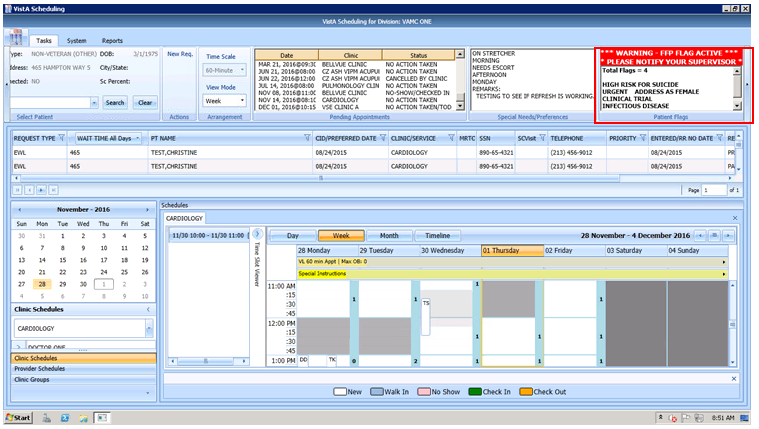 VistA Scheduling
VistA Scheduling for Division: VAMC ONE
Tasks System Reports
Type: NON-VETERAN (OTHER) DOB: 3/1/1975
ddress: 465 HAMPTON WAY 5 City/State:
nected: NO Sc Percent:
Search Clear
Select Patient
New Req.
Actions
Time Scale
60-Minute
View Mode
Week
Arrangement
Date Clinic Status
MAR 21, 2016@09:30 BELLVUE CLINIC NO ACTION TAKEN
JUN 21, 2016@08:00 CZ ASH VIPM ACUPUI NO ACTION TAKEN
JUN 22, 2016@12:00 CZ ASH VIPM ACUPUI CANCELLED BY CLINIC
JUL 14, 2016@08:00 PULMONOLOGY CLIN NO ACTION TAKEN
NOV 08, 2016@11:0C BELLVUE CLINIC NO-SHOW/CHECKED IN
NOV 14, 2016@08:1C CARDIOLOGY NO ACTION TAKEN
DEC 01, 2016@10:15 VSE CLINIC A NO ACTION TAKEN/TOD
Pending Appointments
ON STRETCHER
MORNING
NEEDS ESCORT
AFTERNOON
MONDAY
REMARKS:
TESTING TO SEE IF REFRESH IS WORKING.
Special Needs/Preferences
*** WARNING - FFP FLAG ACTIVE ***
* PLEASE NOTIFY YOUR SUPERVISOR *
Total Flags = 4
HIGH RISK FOR SUICIDE
URGENT ADDRESS AS FEMALE
CLINICAL TRIAL
INFECTIOUS DISEASE
Patient Flags
REQUEST TYPE WAIT TIME All Days PT NAME CID/PREFERRED DATE CLINIC/SERVICE MRTC SSN SCVisit TELEPHONE PRIORITY ENTERED/RR NO DATE RE
EWL 465 TEST,CHRISTINE 08/24/2015 CARDIOLOGY 890-65-4321 (213) 456-9012 08/24/2015 PR
EWL 465 TEST,CHRISTINE 08/24/2015 CARDIOLOGY 890-65-4321 (213) 456-9012 08/24/2015 PA
Page 1 of 1
November - 2016
Sun Mon Tue Wed Thu Fri Sat
30 31 1 2 3 4 5
6 7 8 9 10 11 12
13 14 15 16 17 18 19
20 21 22 23 24 25 26
27 28 29 30 1 2 3
4 5 6 7 8 9 10
Clinic Schedules
CARDIOLOGY
DOCTOR ONE
Clinic Schedules
Provider Schedules
Clinic Groups
Schedules
CARDIOLOGY
11/30 10:00 - 11/30 11:00 [
Time Slot Viewer
Day Week Month Timeline 28 November - 4 December 2016
28 Monday 29 Tuesday 30 Wednesday 01 Thursday 02 Friday 03 Saturday 04 Sunday
VL 60 min Appt | Max OB: 0
Special Instructions
11:00 AM 1
:15 1 1 1
:30 TS
:45
12:00 PM 1
:15
:30 1 1
:45
1:00 PM DD TK 0 2 1 1 1
New Walk In No Show Check In Check Out
Start 8:51 AM